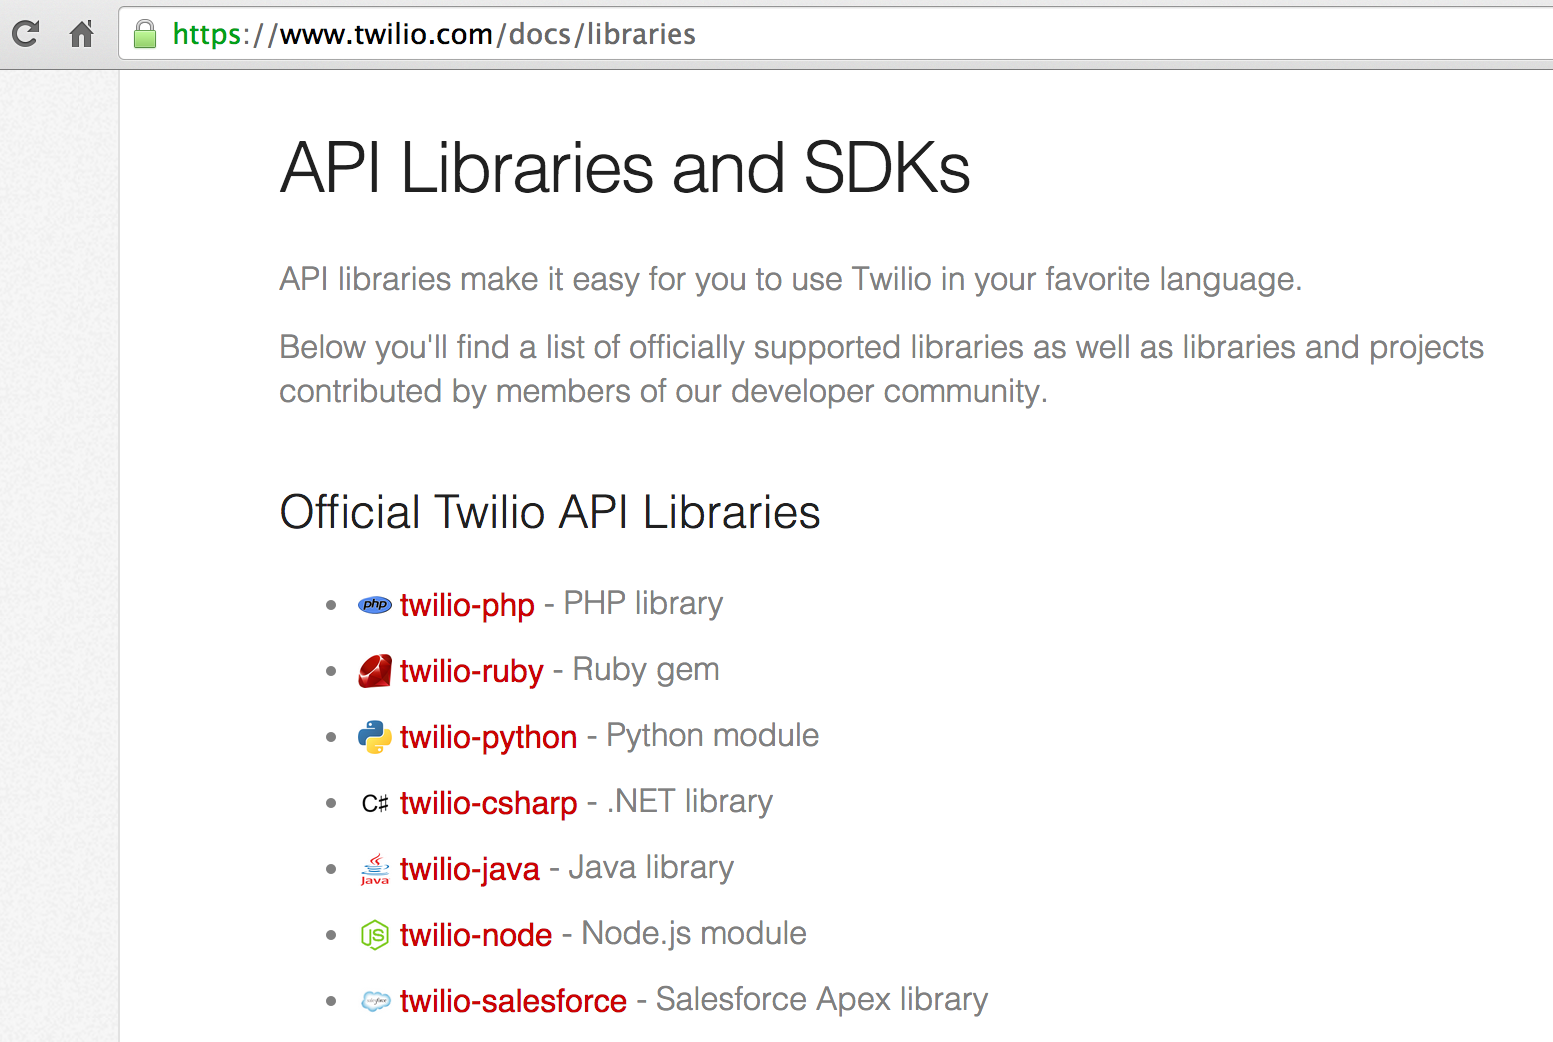 https://www.twilio.com/docs/libraries
API Libraries and SDKs
API libraries make it easy for you to use Twilio in your favorite language.
Below you'll find a list of officially supported libraries as well as libraries and projects
contributed by members of our developer community.
Official Twilio API Libraries
• php twilio-php - PHP library
• twilio-ruby - Ruby gem
• twilio-python - Python module
• C# twilio-csharp - .NET library
• Java twilio-java - Java library
• JS twilio-node - Node.js module
• salesforce twilio-salesforce - Salesforce Apex library